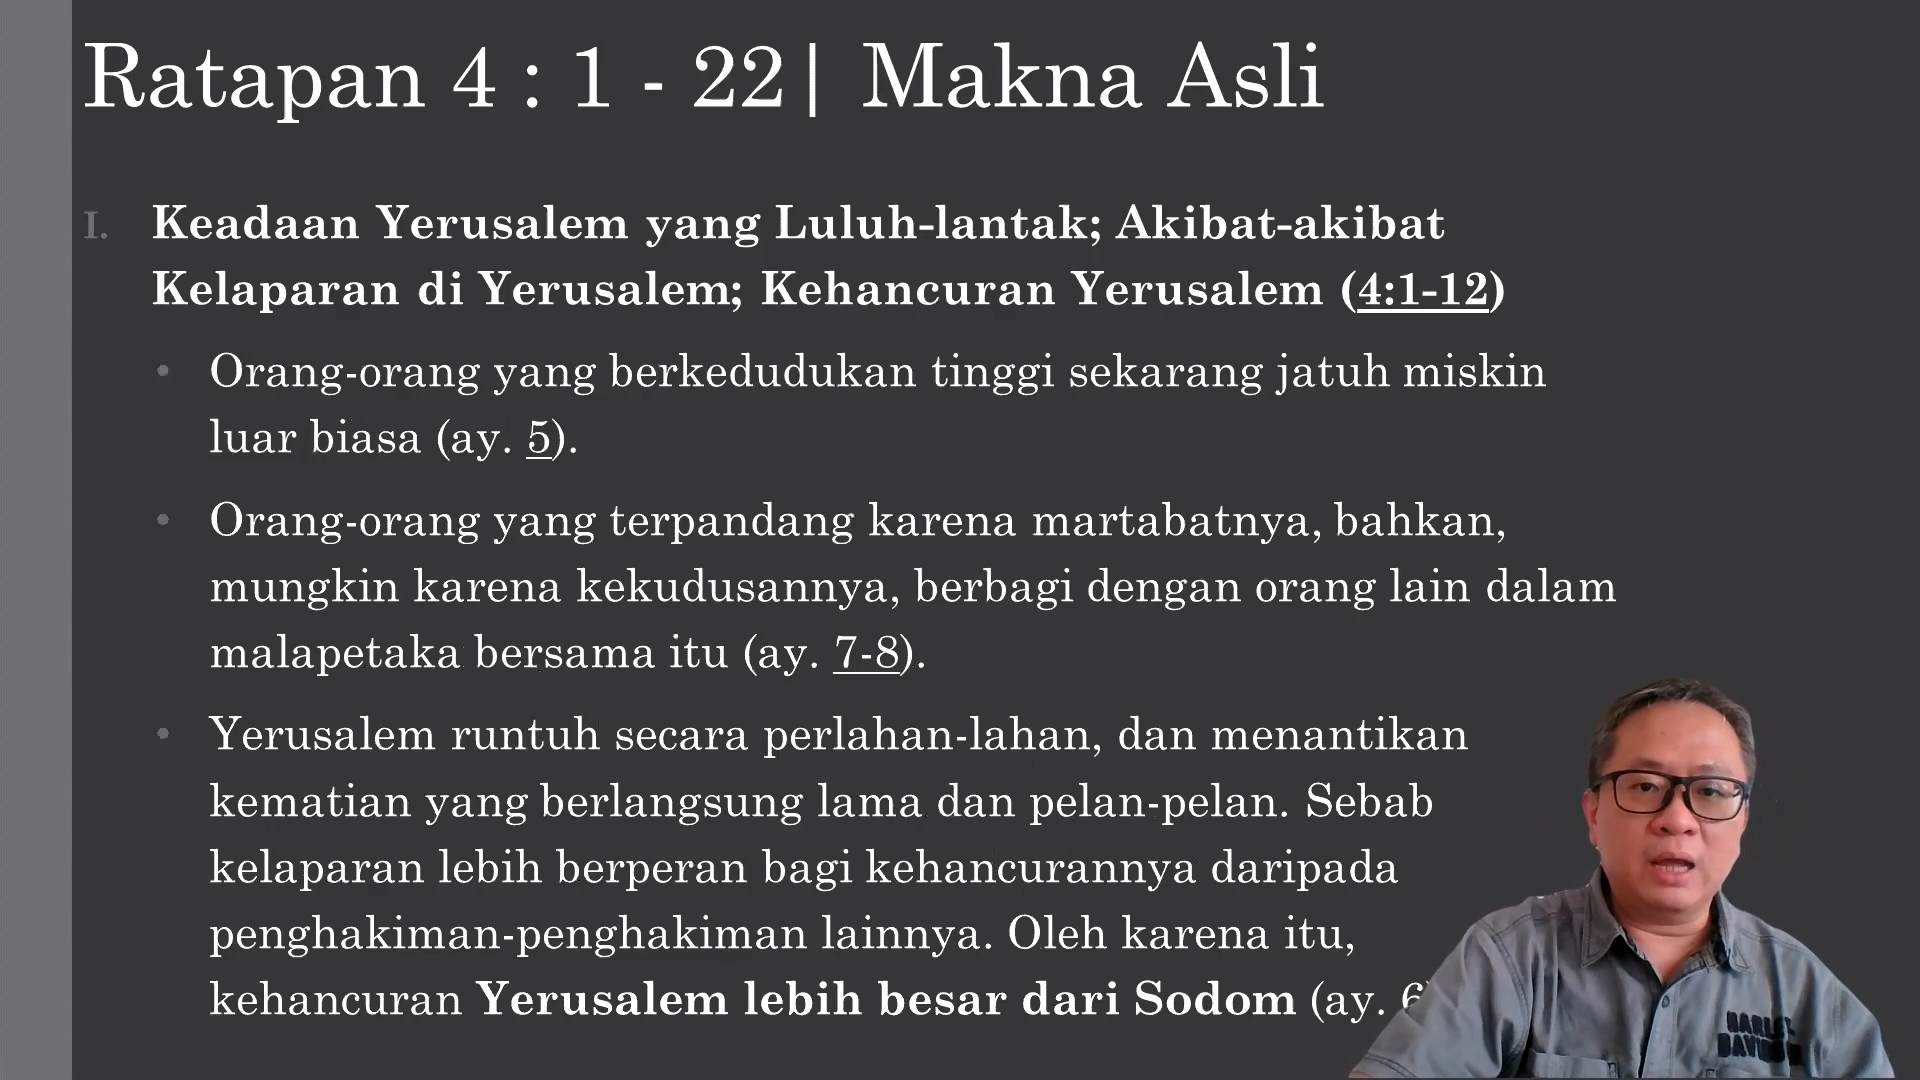 Ratapan 4 : 1 - 22| Makna Asli
I. Keadaan Yerusalem yang Luluh-lantak; Akibat-akibat
Kelaparan di Yerusalem; Kehancuran Yerusalem (4:1-12)
• Orang-orang yang berkedudukan tinggi sekarang jatuh miskin
luar biasa (ay. 5).
• Orang-orang yang terpandang karena martabatnya, bahkan,
mungkin karena kekudusannya, berbagi dengan orang lain dalam
malapetaka bersama itu (ay. 7-8).
• Yerusalem runtuh secara perlahan-lahan, dan menantikan
kematian yang berlangsung lama dan pelan-pelan. Sebab
kelaparan lebih berperan bagi kehancurannya daripada
penghakiman-penghakiman lainnya. Oleh karena itu,
kehancuran Yerusalem lebih besar dari Sodom (ay. 6